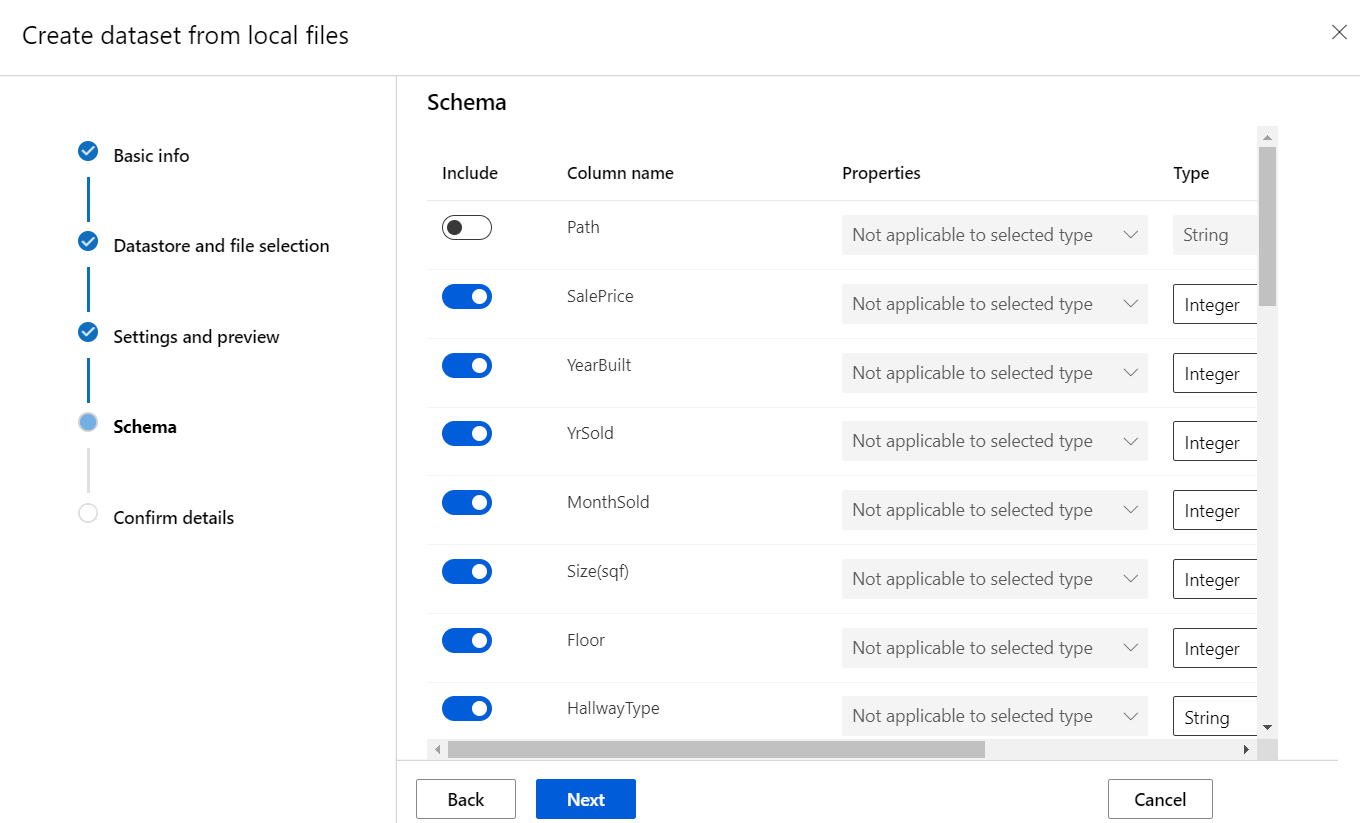 Create dataset from local files
Basic info
Datastore and file selection
Settings and preview
Schema
Confirm details
Schema
Include Column name Properties Type
Path Not applicable to selected type String
SalePrice Not applicable to selected type Integer
YearBuilt Not applicable to selected type Integer
YrSold Not applicable to selected type Integer
MonthSold Not applicable to selected type Integer
Size(sqf) Not applicable to selected type Integer
Floor Not applicable to selected type Integer
HallwayType Not applicable to selected type String
Back Next Cancel